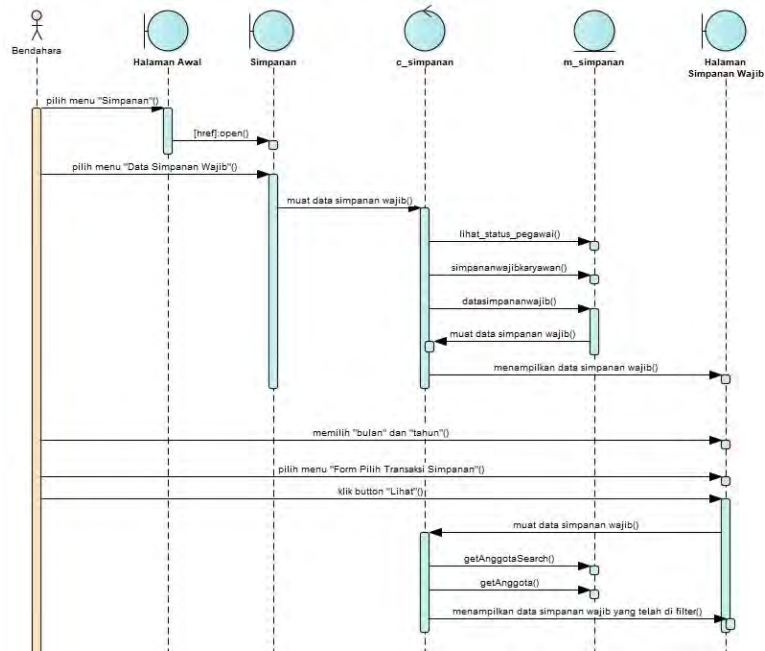 Bendahara
Halaman Awal
Simpanan
c_simpanan
m_simpanan
Halaman
Simpanan Wajib
pilih menu "Simpanan"()
[href]:open()
pilih menu "Data Simpanan Wajib"()
muat data simpanan wajib()
lihat_status_pegawai()
simpananwajibkaryawan()
datasimpananwajib()
muat data simpanan wajib()
menampilkan data simpanan wajib()
memilih "bulan" dan "tahun"()
pilih menu "Form Pilih Transaksi Simpanan"()
klik button "Lihat"()
muat data simpanan wajib()
getAnggotaSearch()
getAnggota()
menampilkan data simpanan wajib yang telah di filter()